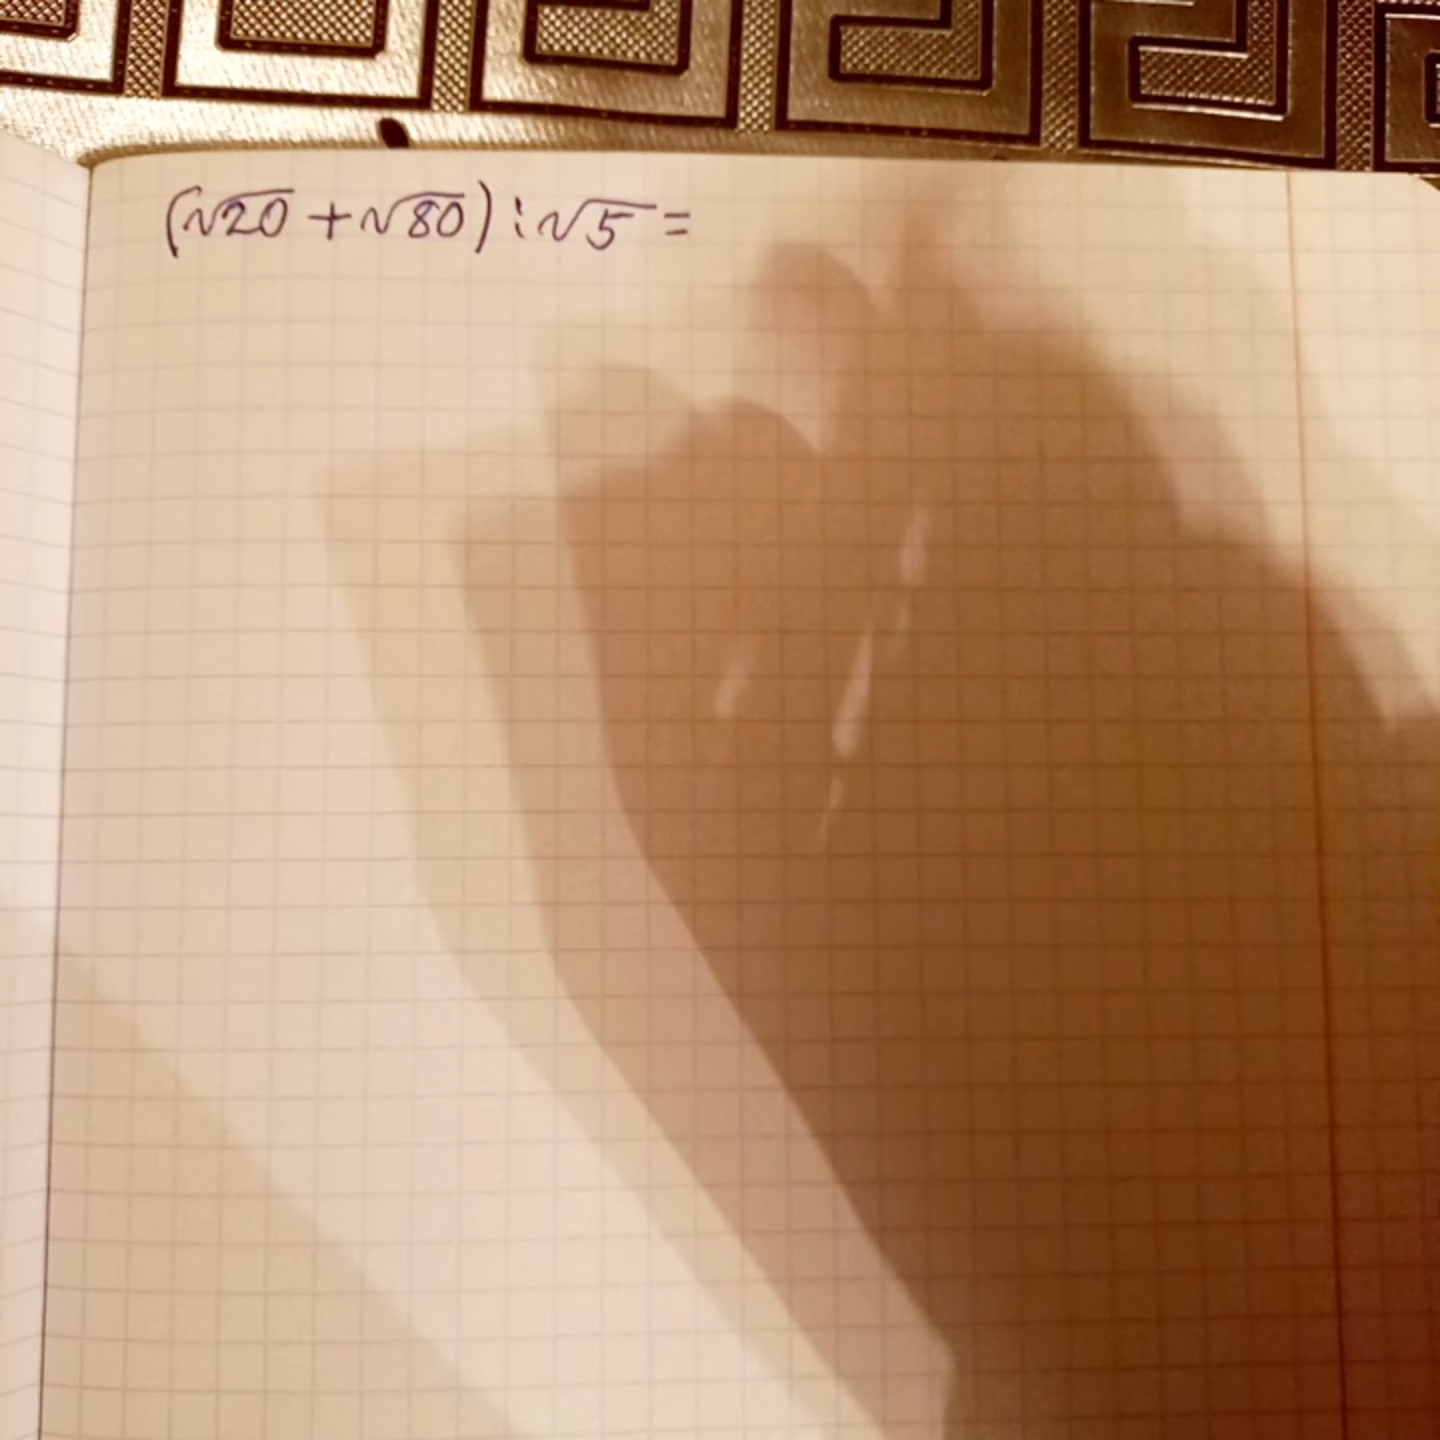 (√20 + √80) : √5 =